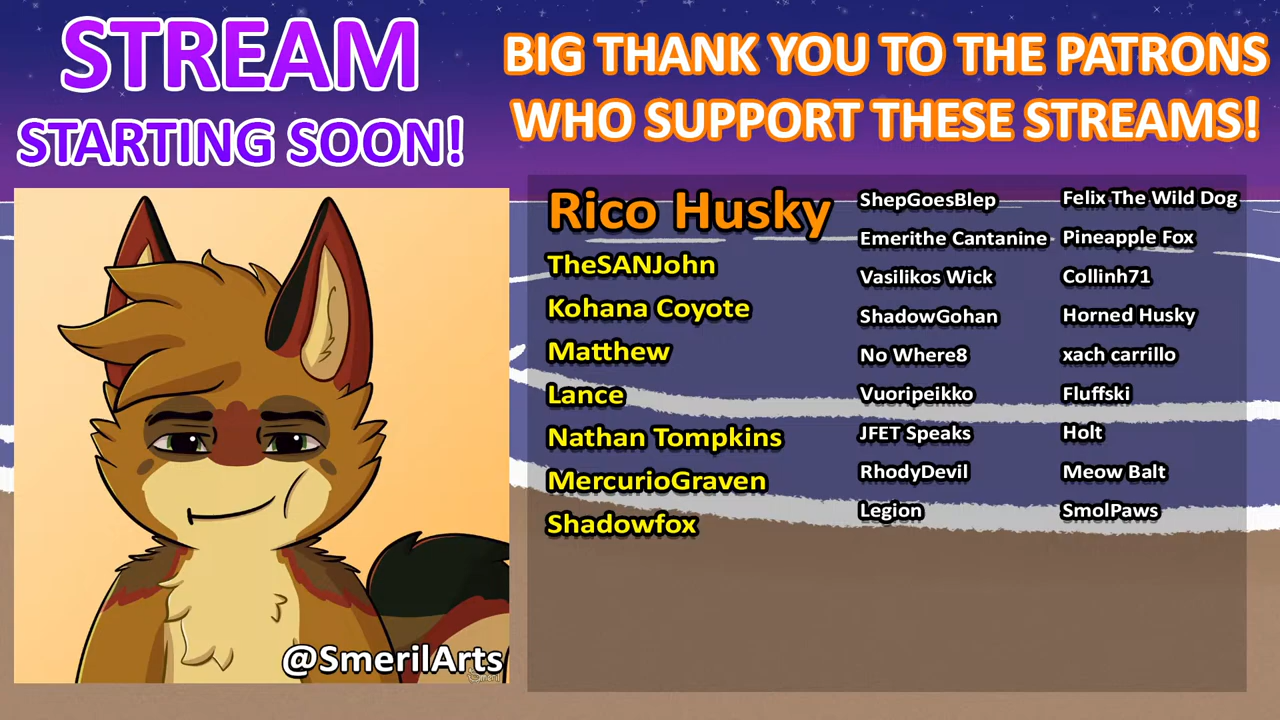 STREAM
STARTING SOON!
BIG THANK YOU TO THE PATRONS
WHO SUPPORT THESE STREAMS!
Rico Husky
TheSANJohn
Kohana Coyote
Matthew
Lance
Nathan Tompkins
MercurioGraven
Shadowfox
ShepGoesBlep
Emerithe Cantanine
Vasilikos Wick
ShadowGohan
No Where8
Vuoripeikko
JFET Speaks
RhodyDevil
Legion
Felix The Wild Dog
Pineapple Fox
Collinh71
Horned Husky
xach carrillo
Fluffski
Holt
Meow Balt
SmolPaws
@SmerilArts